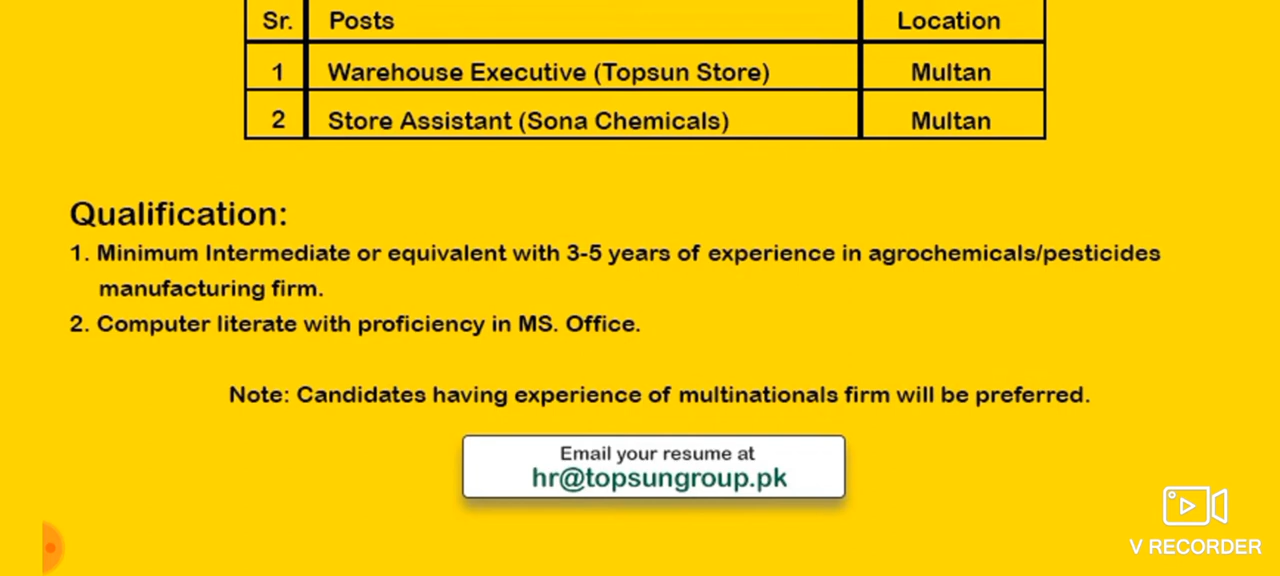 Sr. Posts Location
1 Warehouse Executive (Topsun Store) Multan
2 Store Assistant (Sona Chemicals) Multan
Qualification:
1. Minimum Intermediate or equivalent with 3-5 years of experience in agrochemicals/pesticides
manufacturing firm.
2. Computer literate with proficiency in MS. Office.
Note: Candidates having experience of multinationals firm will be preferred.
Email your resume at
hr@topsungroup.pk
V RECORDER